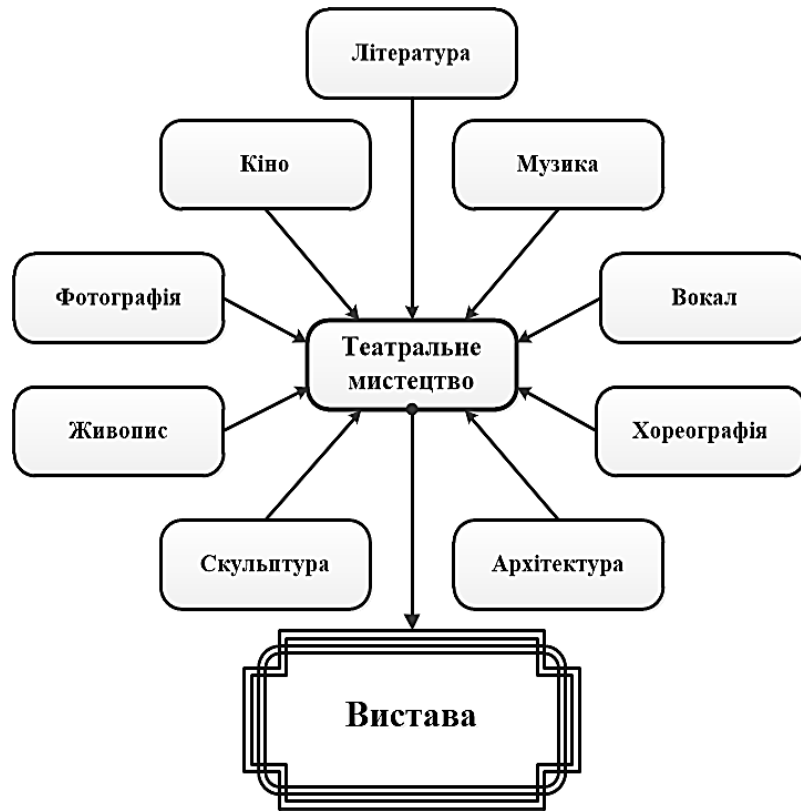 Література
Кіно
Музика
Фотографія
Вокал
Театральне
мистецтво
Живопис
Хореографія
Скульптура
Архітектура
Вистава